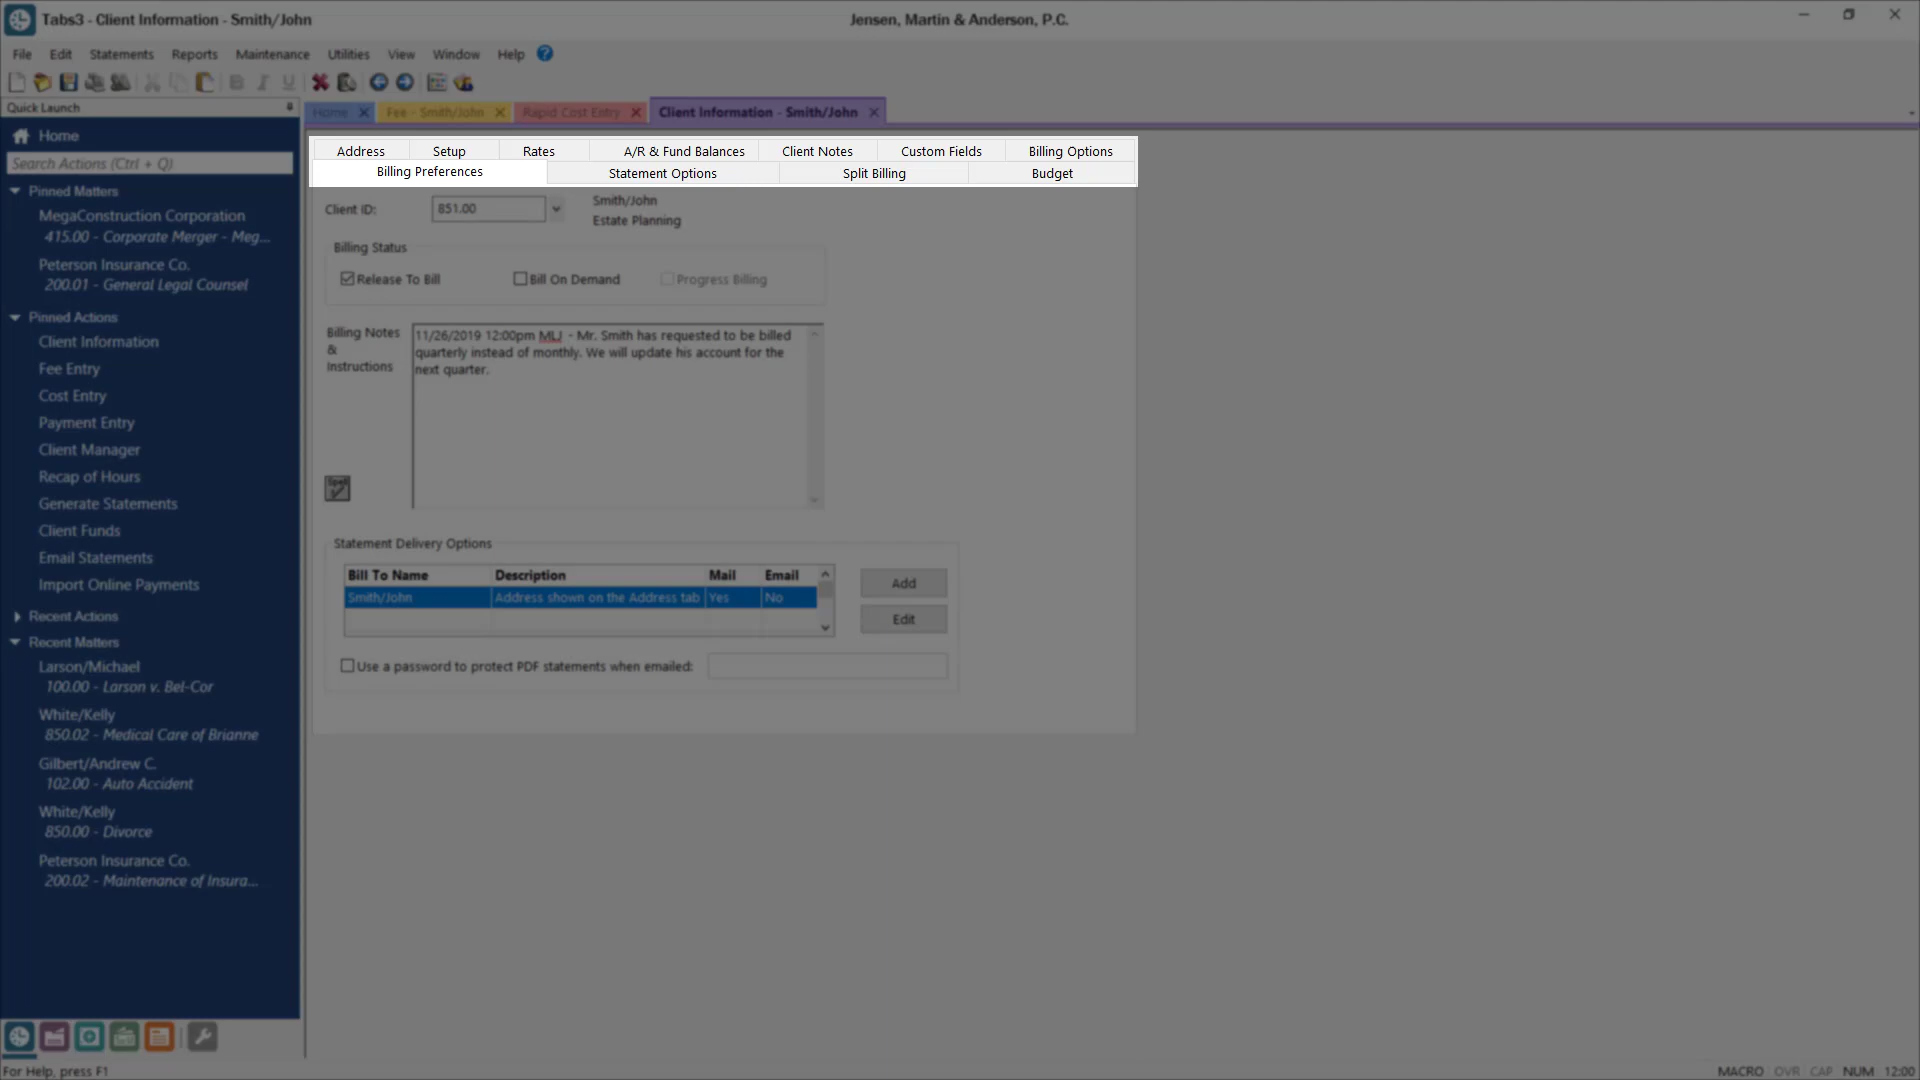 Tabs3 - Client Information - Smith/John
Jensen, Martin & Anderson, P.C.
File Edit Statements Reports Maintenance Utilities View Window Help ?
B I U
Quick Launch
Home
Fee - Smith/John
Rapid Cost Entry
Client Information - Smith/John
Home
Search Actions (Ctrl + Q)
Pinned Matters
MegaConstruction Corporation
415.00 - Corporate Merger - Meg...
Peterson Insurance Co.
200.01 - General Legal Counsel
Pinned Actions
Client Information
Fee Entry
Cost Entry
Payment Entry
Client Manager
Recap of Hours
Generate Statements
Client Funds
Email Statements
Import Online Payments
Recent Actions
Recent Matters
Larson/Michael
100.00 - Larson v. Bel-Cor
White/Kelly
850.02 - Medical Care of Brianne
Gilbert/Andrew C.
102.00 - Auto Accident
White/Kelly
850.00 - Divorce
Peterson Insurance Co.
200.02 - Maintenance of Insura...
Address Setup Rates A/R & Fund Balances Client Notes Custom Fields Billing Options
Billing Preferences Statement Options Split Billing Budget
Client ID: 851.00 Smith/John
Estate Planning
Billing Status
Release To Bill Bill On Demand Progress Billing
Billing Notes
&
Instructions
11/26/2019 12:00pm MLJ - Mr. Smith has requested to be billed
quarterly instead of monthly. We will update his account for the
next quarter.
Spell
Statement Delivery Options
Bill To Name Description Mail Email
Smith/John Address shown on the Address tab Yes No
Add
Edit
Use a password to protect PDF statements when emailed:
For Help, press F1
MACRO OVR CAP NUM 12:00